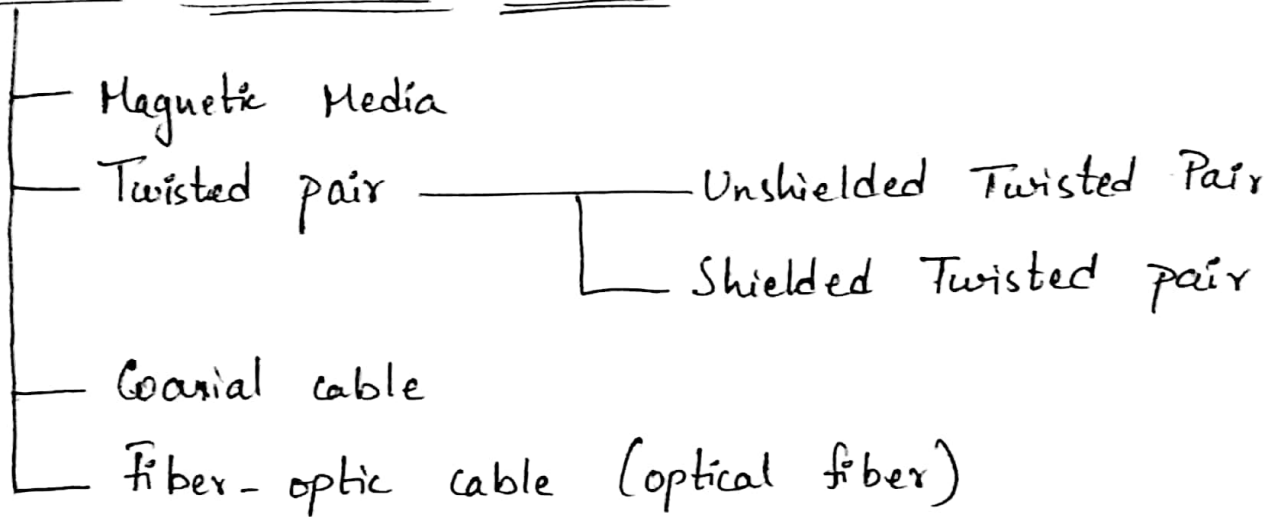 Magnetic Media
Twisted pair Unshielded Twisted Pair
Shielded Twisted pair
Coaxial cable
Fiber-optic cable (optical fiber)